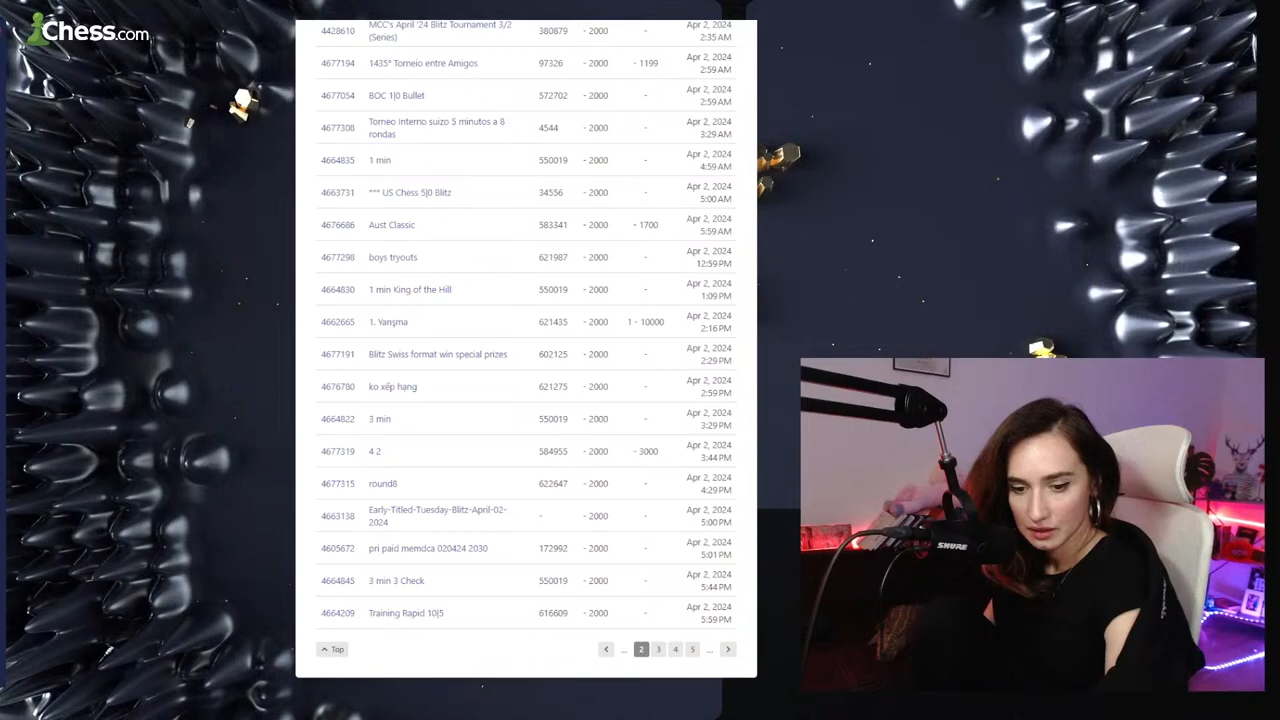 Chess.com
4428610 MCC's April '24 Blitz Tournament 3/2 (Series) 380879 - 2000 - Apr 2, 2024 2:35 AM
4677194 1435° Torneio entre Amigos 97326 - 2000 - 1199 Apr 2, 2024 2:59 AM
4677054 BOC 1|0 Bullet 572702 - 2000 - Apr 2, 2024 2:59 AM
4677308 Torneo Interno suizo 5 minutos a 8 rondas 4544 - 2000 - Apr 2, 2024 3:29 AM
4664835 1 min 550019 - 2000 - Apr 2, 2024 4:59 AM
4663731 *** US Chess 5|0 Blitz 34556 - 2000 - Apr 2, 2024 5:00 AM
4676686 Aust Classic 583341 - 2000 - 1700 Apr 2, 2024 5:59 AM
4677298 boys tryouts 621987 - 2000 - Apr 2, 2024 12:59 PM
4664830 1 min King of the Hill 550019 - 2000 - Apr 2, 2024 1:09 PM
4662665 1. Yarışma 621435 - 2000 1 - 10000 Apr 2, 2024 2:16 PM
4677191 Blitz Swiss format win special prizes 602125 - 2000 - Apr 2, 2024 2:29 PM
4676780 ko xếp hạng 621275 - 2000 - Apr 2, 2024 2:59 PM
4664822 3 min 550019 - 2000 - Apr 2, 2024 3:29 PM
4677319 4 2 584955 - 2000 - 3000 Apr 2, 2024 3:44 PM
4677315 round8 622647 - 2000 - Apr 2, 2024 4:29 PM
4663138 Early-Titled-Tuesday-Blitz-April-02-2024 - - 2000 - Apr 2, 2024 5:00 PM
4605672 pri paid memdca 020424 2030 172992 - 2000 - Apr 2, 2024 5:01 PM
4664845 3 min 3 Check 550019 - 2000 - Apr 2, 2024 5:44 PM
4664209 Training Rapid 10|5 616609 - 2000 - Apr 2, 2024 5:59 PM
Top ... 2 3 4 5 ...
SHURE